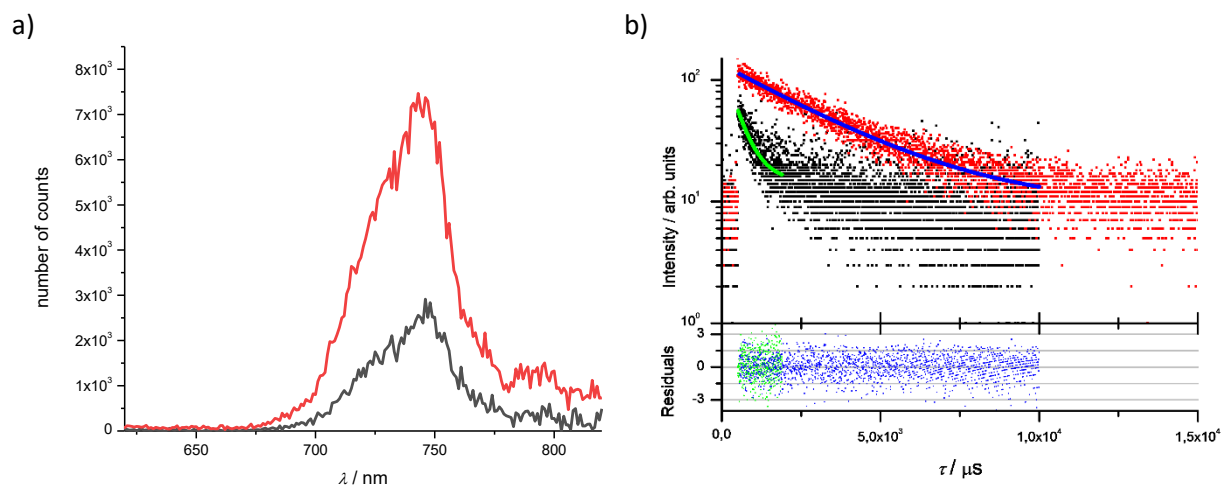 a)
number of counts
8x10³
7x10³
6x10³
5x10³
4x10³
3x10³
2x10³
1x10³
0
650 700 750 800
λ / nm
b)
Intensity / arb. units
10²
10¹
10⁰
Residuals
3
0
-3
0,0 5,0x10³ 1,0x10⁴ 1,5x10⁴
τ / μs